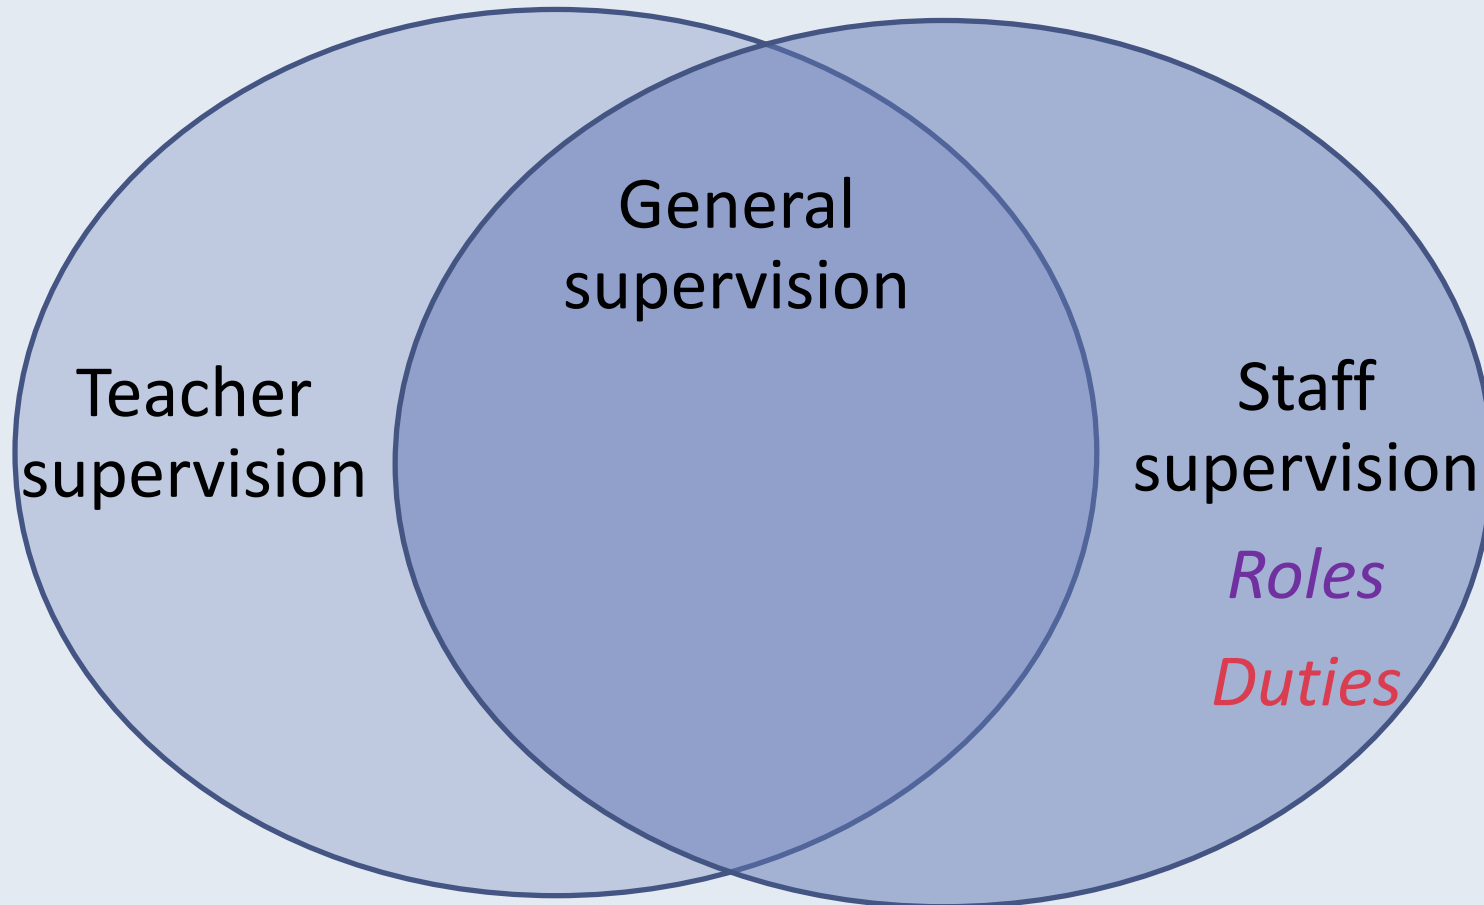 General
supervision
Teacher
supervision
Staff
supervision
Roles
Duties